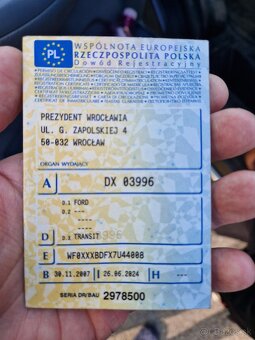 PL
WSPÓLNOTA EUROPEJSKA
RZECZPOSPOLITA POLSKA
Dowód Rejestracyjny
PREZYDENT WROCŁAWIA
UL. G. ZAPOLSKIEJ 4
50-032 WROCŁAW
ORGAN WYDAJĄCY
A DX 03996
D.1 FORD
D.2 ---
----
----
D D.3 TRANSIT
E WF0XXXBDFX7U44008
B 30.11.2007 26.06.2024 I H ---
SERIA DR/BAU 2978500